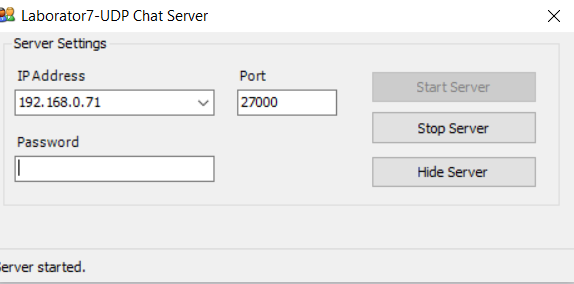 Laborator7-UDP Chat Server
Server Settings
IP Address
Port
192.168.0.71
27000
Start Server
Stop Server
Password
Hide Server
Server started.